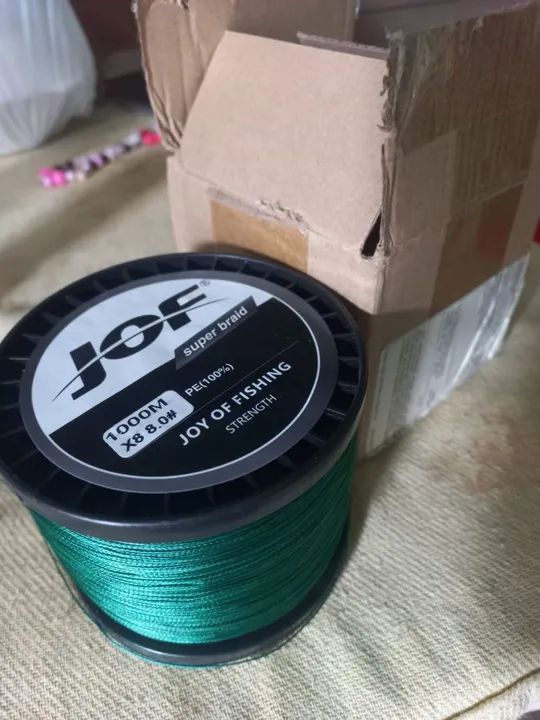 JOF®
super braid
PE(100%)
1000M
X8 8.0#
JOY OF FISHING
STRENGTH